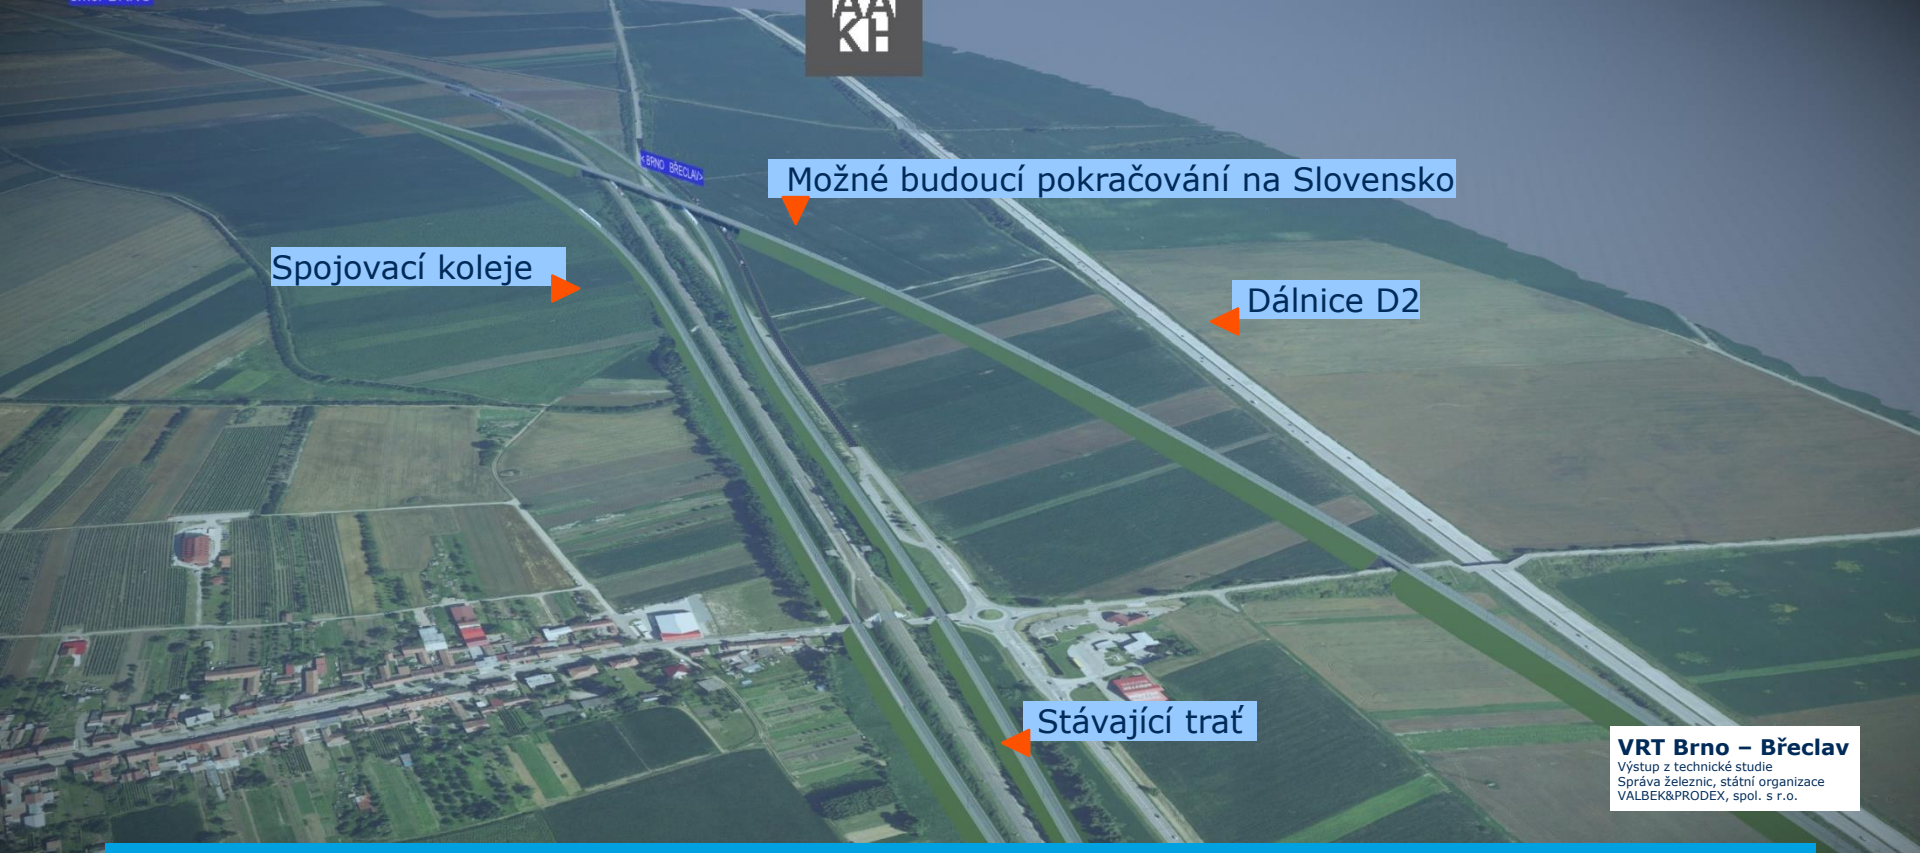 < BRNO BŘECLAV>
Možné budoucí pokračování na Slovensko
Spojovací koleje
Dálnice D2
Stávající trať
VRT Brno – Břeclav
Výstup z technické studie
Správa železnic, státní organizace
VALBEK&PRODEX, spol. s r.o.